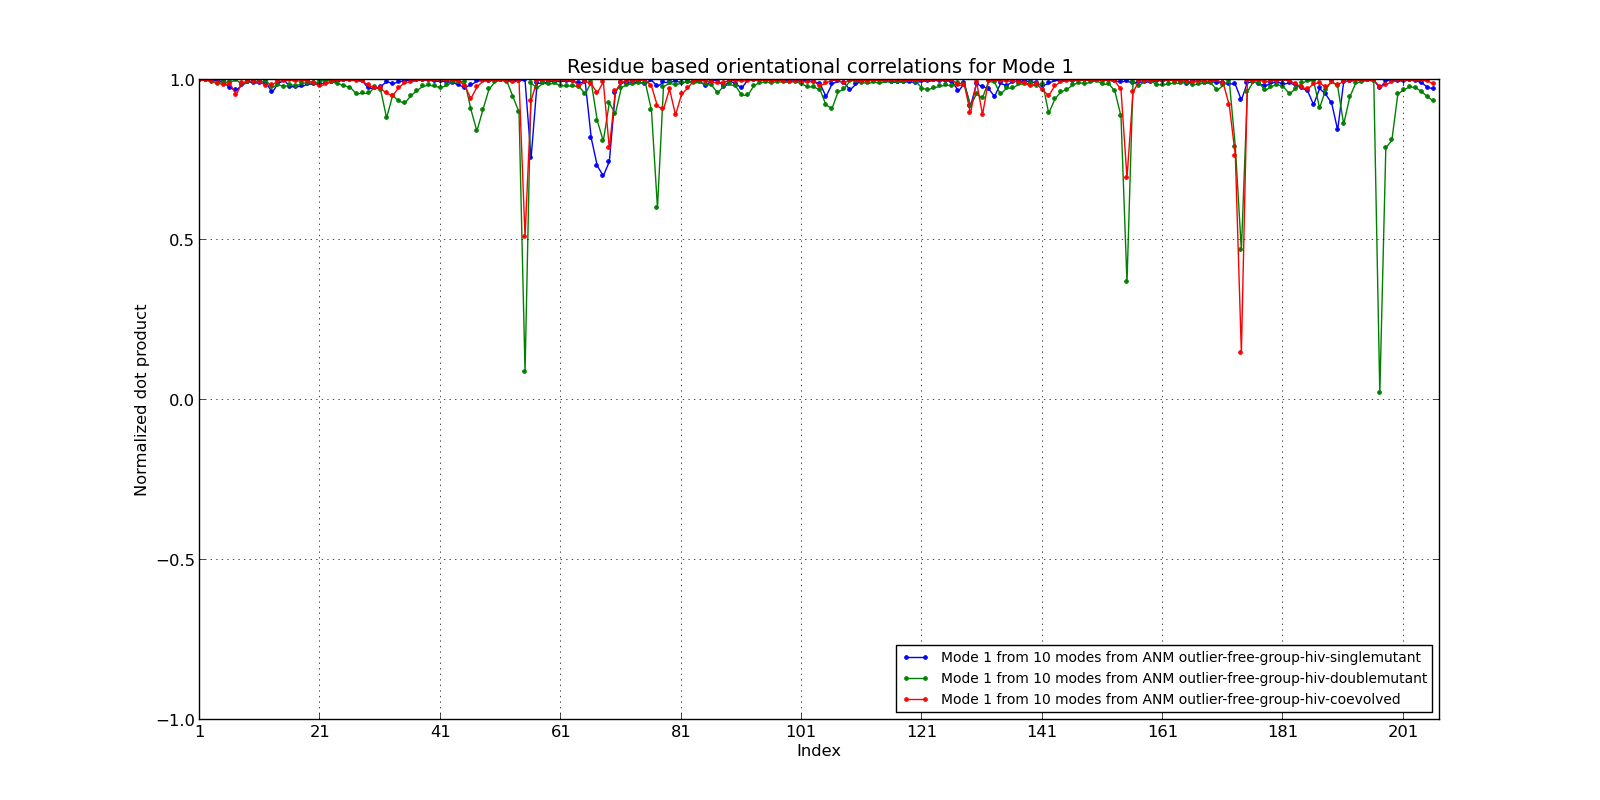 Residue based orientational correlations for Mode 1
1.0
0.5
0.0
−0.5
−1.0
Normalized dot product
Mode 1 from 10 modes from ANM outlier-free-group-hiv-singlemutant
Mode 1 from 10 modes from ANM outlier-free-group-hiv-doublemutant
Mode 1 from 10 modes from ANM outlier-free-group-hiv-coevolved
1 21 41 61 81 101 121 141 161 181 201
Index